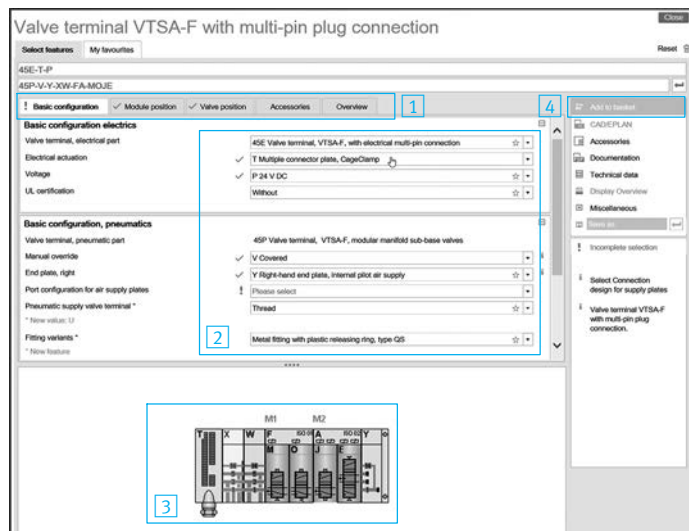 Close
Valve terminal VTSA-F with multi-pin plug connection
Select features My favourites Reset
45E-T-P
45P-V-Y-XW-FA-MOJE
! Basic configuration ✓ Module position ✓ Valve position Accessories Overview 1 4 Add to basket
Basic configuration electrics
Valve terminal, electrical part 45E Valve terminal, VTSA-F, with electrical multi-pin connection
Electrical actuation ✓ T Multiple connector plate, CageClamp
Voltage ✓ P 24 V DC
UL certification Without
Basic configuration, pneumatics
Valve terminal, pneumatic part 45P Valve terminal, VTSA-F, modular manifold sub-base valves
Manual override ✓ V Covered
End plate, right ✓ Y Right-hand end plate, internal pilot air supply
Port configuration for air supply plates ! Please select
Pneumatic supply valve terminal * Thread
* New value: U
2
Fitting variants * Metal fitting with plastic releasing ring, type QS
* New feature
CAD/EPLAN
Accessories
Documentation
Technical data
Display Overview
Miscellaneous
! Incomplete selection
i Select Connection
design for supply plates
i Valve terminal VTSA-F
with multi-pin plug
connection.
M1 M2
T X W F ISO A ISO 02 Y
M O J E
3